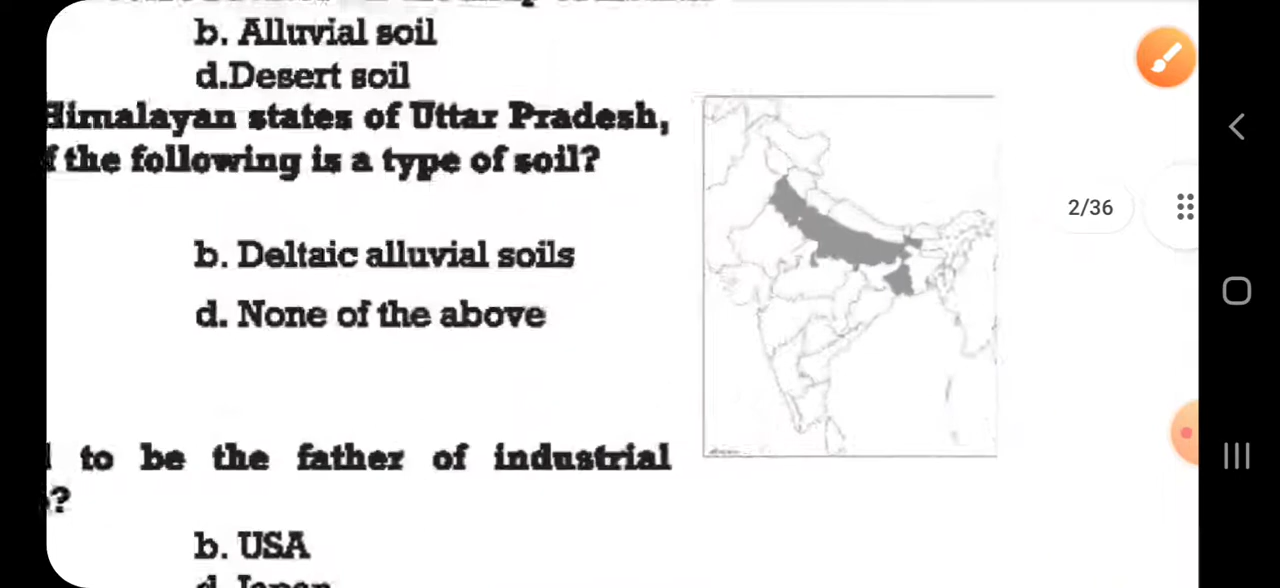 b. Alluvial soil
d.Desert soil
Himalayan states of Uttar Pradesh,
f the following is a type of soil?
b. Deltaic alluvial soils
d. None of the above
to be the father of industrial
?
b. USA
d. Japan
2/36